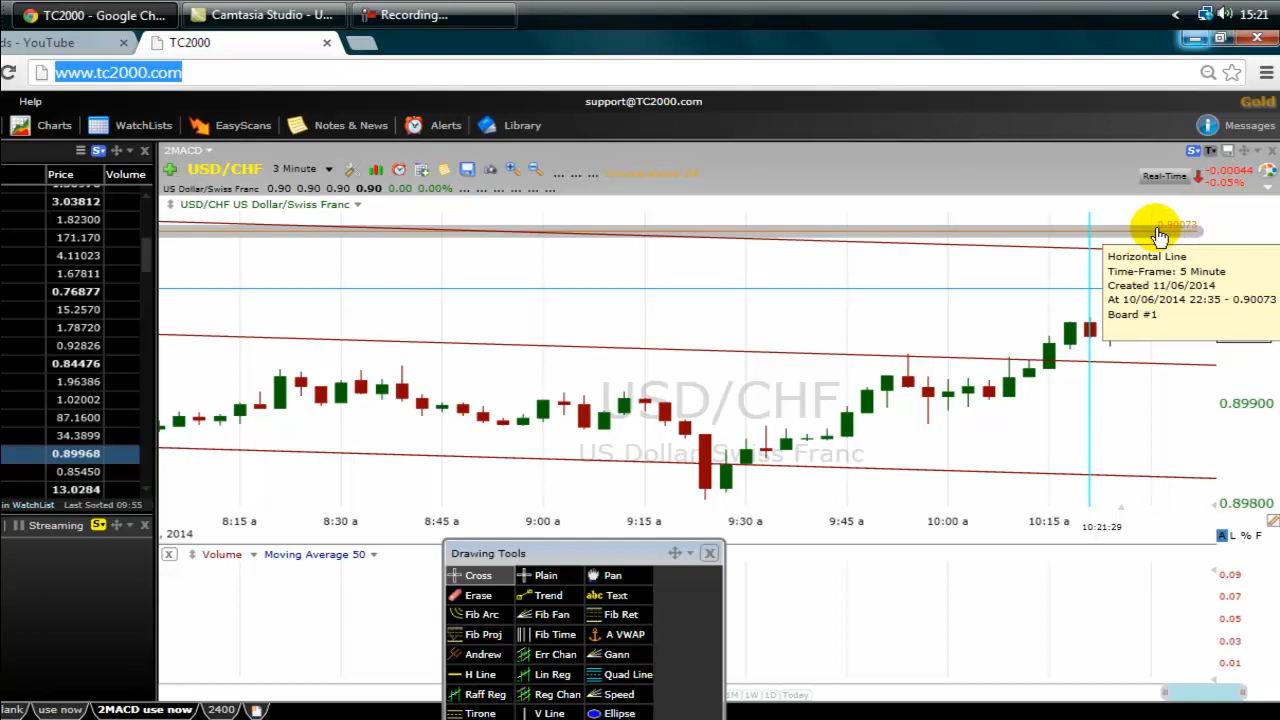 TC2000 - Google Ch...
Camtasia Studio - U...
Recording...
15:21
ds - YouTube
TC2000
www.tc2000.com
Help
support@TC2000.com
Gold
Charts
WatchLists
EasyScans
Notes & News
Alerts
Library
Messages
2MACD
Price Volume
USD/CHF 3 Minute
US Dollar/Swiss Franc 0.90 0.90 0.90 0.90 0.00 0.00% ... ... ... ... ... ...
Real-Time
-0.00044
-0.05%
USD/CHF US Dollar/Swiss Franc
3.03812
1.82300
171.170
4.11023
1.67811
0.76877
15.2570
1.78720
0.92826
0.84476
1.96386
1.02002
87.1600
34.3899
0.89968
0.85450
13.0284
in WatchList Last Sorted 09:55
Streaming
0.90073
Horizontal Line
Time-Frame: 5 Minute
Created 11/06/2014
At 10/06/2014 22:35 - 0.90073
Board #1
USD/CHF
US Dollar/Swiss Franc
0.89900
0.89800
8:15 a 8:30 a 8:45 a 9:00 a 9:15 a 9:30 a 9:45 a 10:00 a 10:15 a 10:21:29
, 2014
A L % F
Volume
Moving Average 50
0.09
0.07
0.05
0.03
0.01
Drawing Tools
Cross Plain Pan
Erase Trend abc Text
Fib Arc Fib Fan Fib Ret
Fib Proj Fib Time A VWAP
Andrew Err Chan Gann
H Line Lin Reg Quad Line
Raff Reg Reg Chan Speed
Tirone V Line Ellipse
1M 1W 1D Today
lank use now 2MACD use now 2400